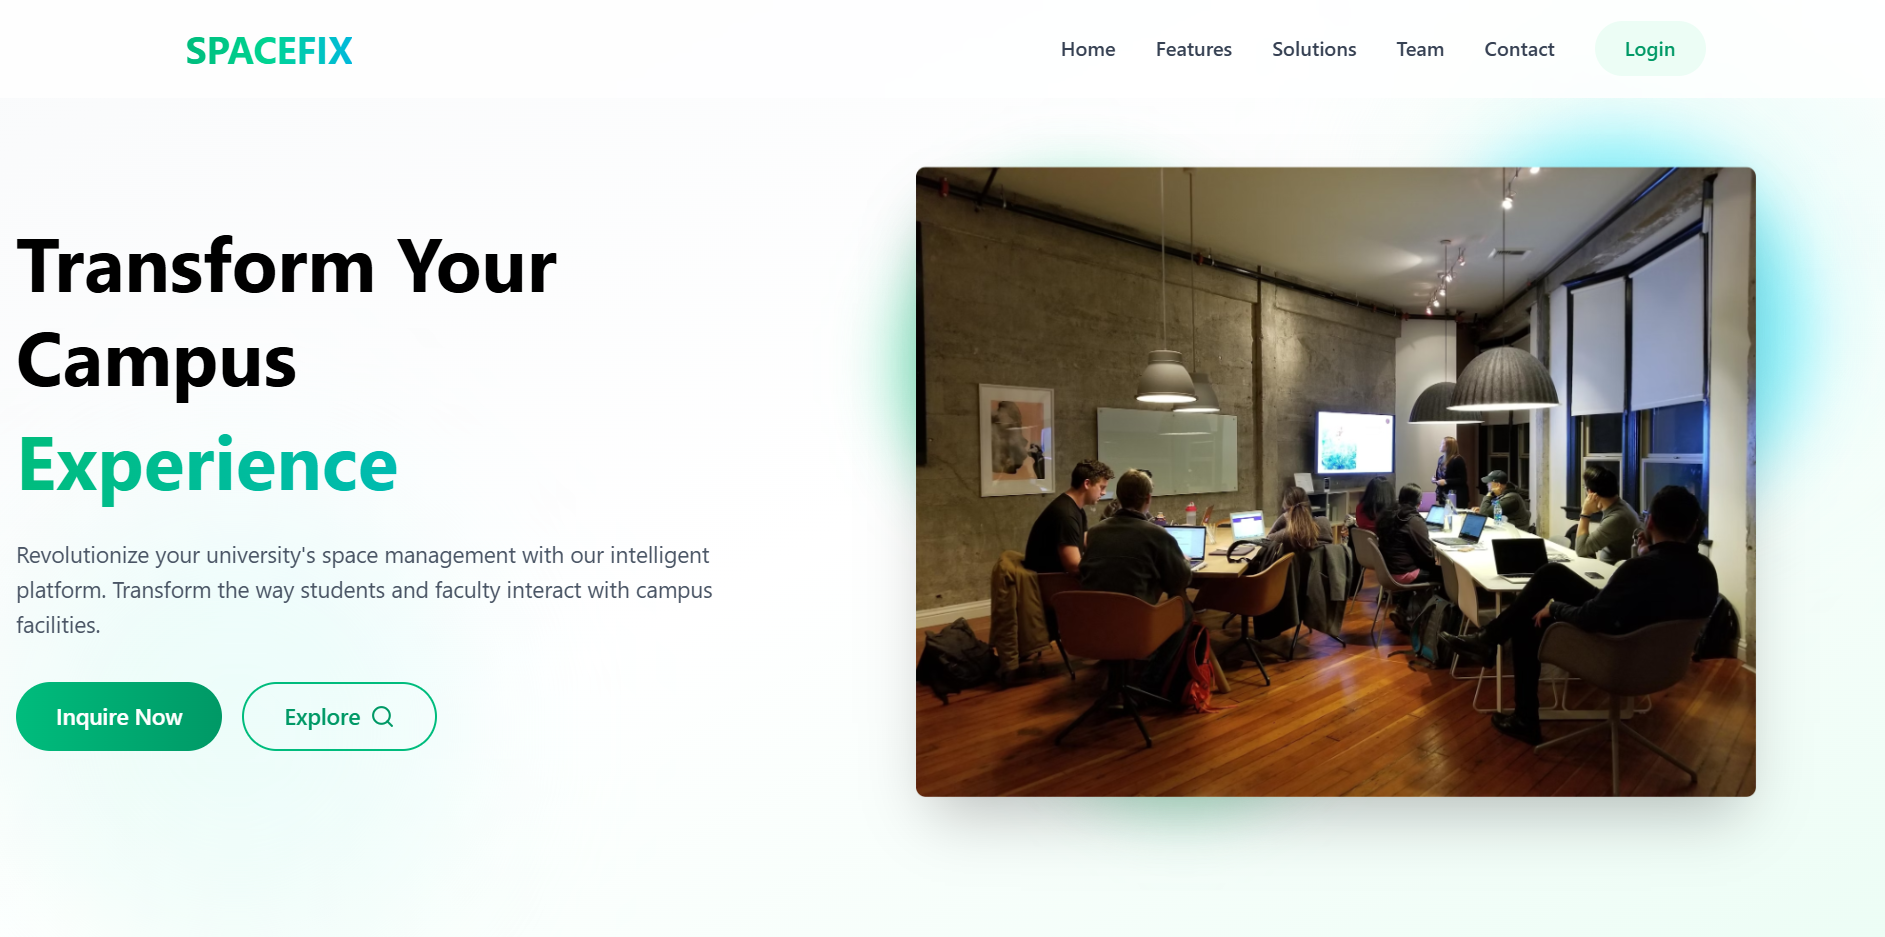 SPACEFIX
Home Features Solutions Team Contact Login
Transform Your
Campus
Experience
Revolutionize your university's space management with our intelligent
platform. Transform the way students and faculty interact with campus
facilities.
Inquire Now
Explore